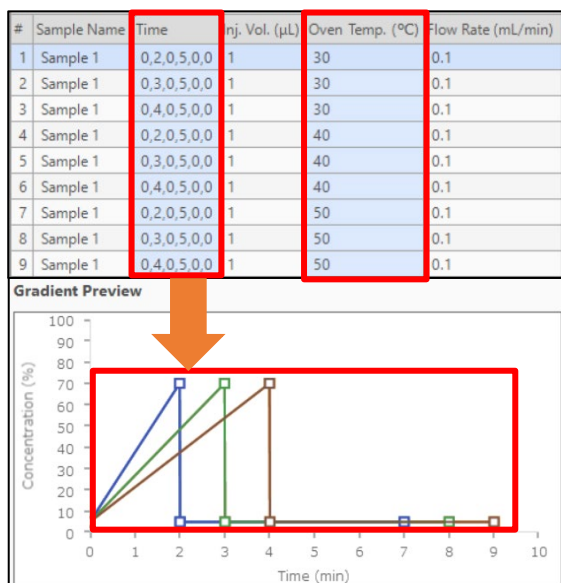 # Sample Name Time Inj. Vol. (µL) Oven Temp. (ºC) Flow Rate (mL/min)
1 Sample 1 0,2,0,5,0,0 1 30 0.1
2 Sample 1 0,3,0,5,0,0 1 30 0.1
3 Sample 1 0,4,0,5,0,0 1 30 0.1
4 Sample 1 0,2,0,5,0,0 1 40 0.1
5 Sample 1 0,3,0,5,0,0 1 40 0.1
6 Sample 1 0,4,0,5,0,0 1 40 0.1
7 Sample 1 0,2,0,5,0,0 1 50 0.1
8 Sample 1 0,3,0,5,0,0 1 50 0.1
9 Sample 1 0,4,0,5,0,0 1 50 0.1
Gradient Preview
Concentration (%)
100
90
80
70
60
50
40
30
20
10
0
0 1 2 3 4 5 6 7 8 9 10
Time (min)